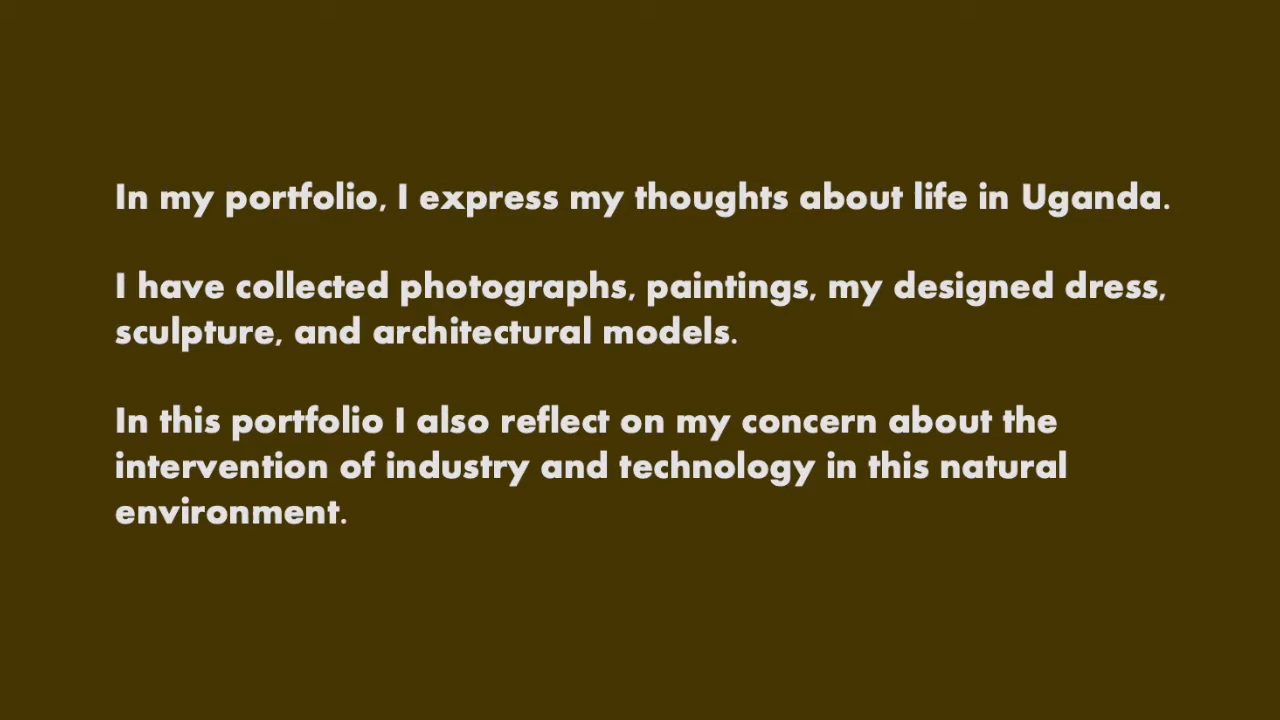 In my portfolio, I express my thoughts about life in Uganda.
I have collected photographs, paintings, my designed dress,
sculpture, and architectural models.
In this portfolio I also reflect on my concern about the
intervention of industry and technology in this natural
environment.